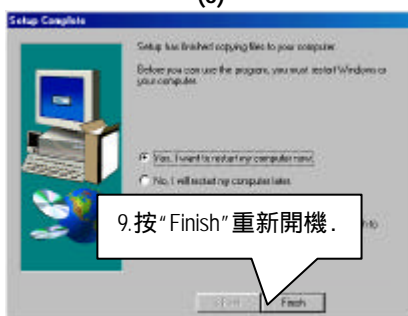 Setup Complete
Setup has finished copying files to your computer.
Before you can use the program, you must restart Windows or
your computer.
Yes, I want to restart my computer now.
No, I will restart my computer later.
9.按“Finish”重新開機.
Finish